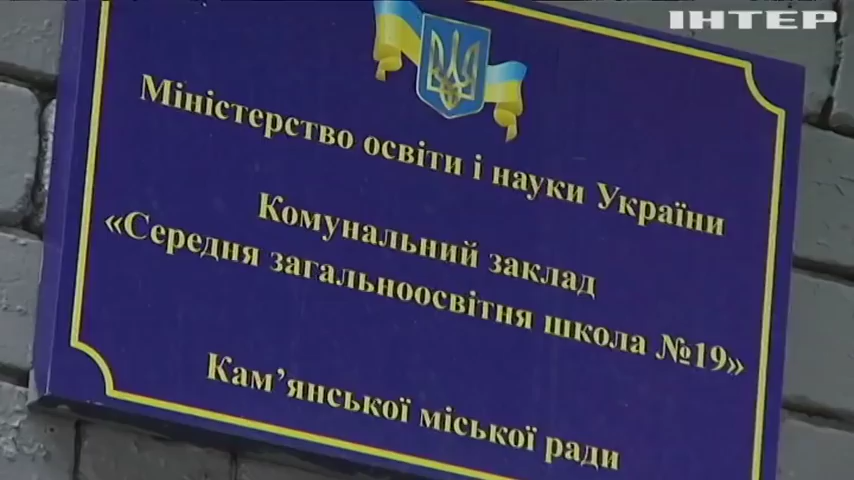 ІНТЕР
Міністерство освіти і науки України
Комунальний заклад
«Середня загальноосвітня школа №19»
Кам’янської міської ради